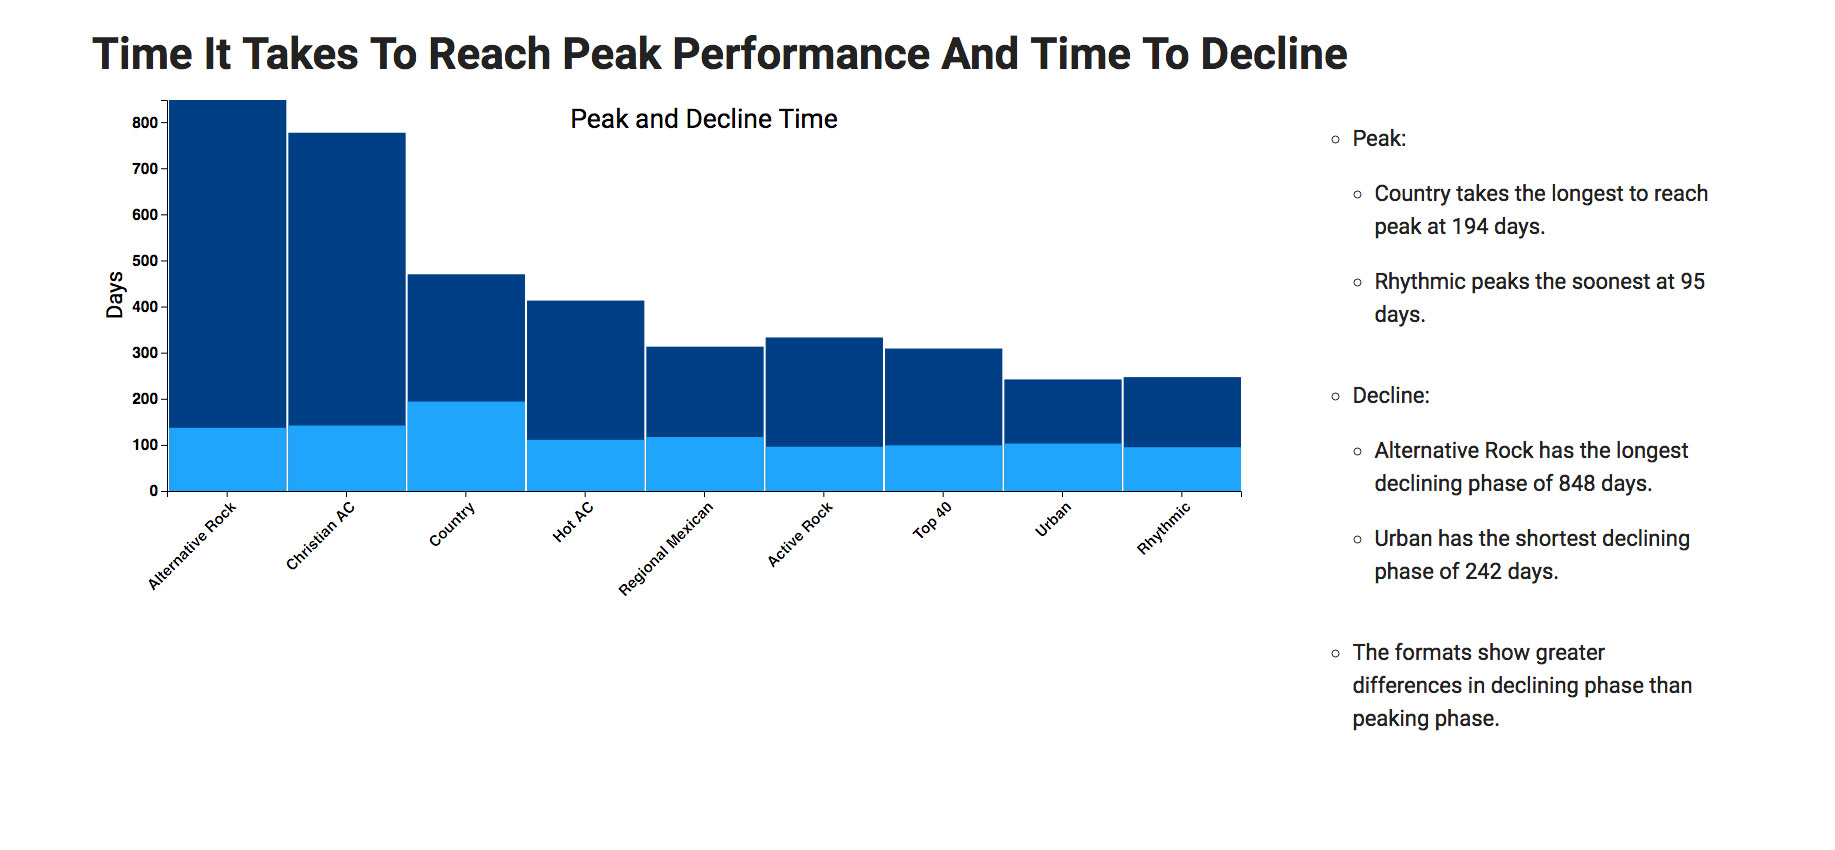 Time It Takes To Reach Peak Performance And Time To Decline
Peak and Decline Time
Days
800
700
600
500
400
300
200
100
0
Alternative Rock
Christian AC
Country
Hot AC
Regional Mexican
Active Rock
Top 40
Urban
Rhythmic
Peak:
Country takes the longest to reach
peak at 194 days.
Rhythmic peaks the soonest at 95
days.
Decline:
Alternative Rock has the longest
declining phase of 848 days.
Urban has the shortest declining
phase of 242 days.
The formats show greater
differences in declining phase than
peaking phase.